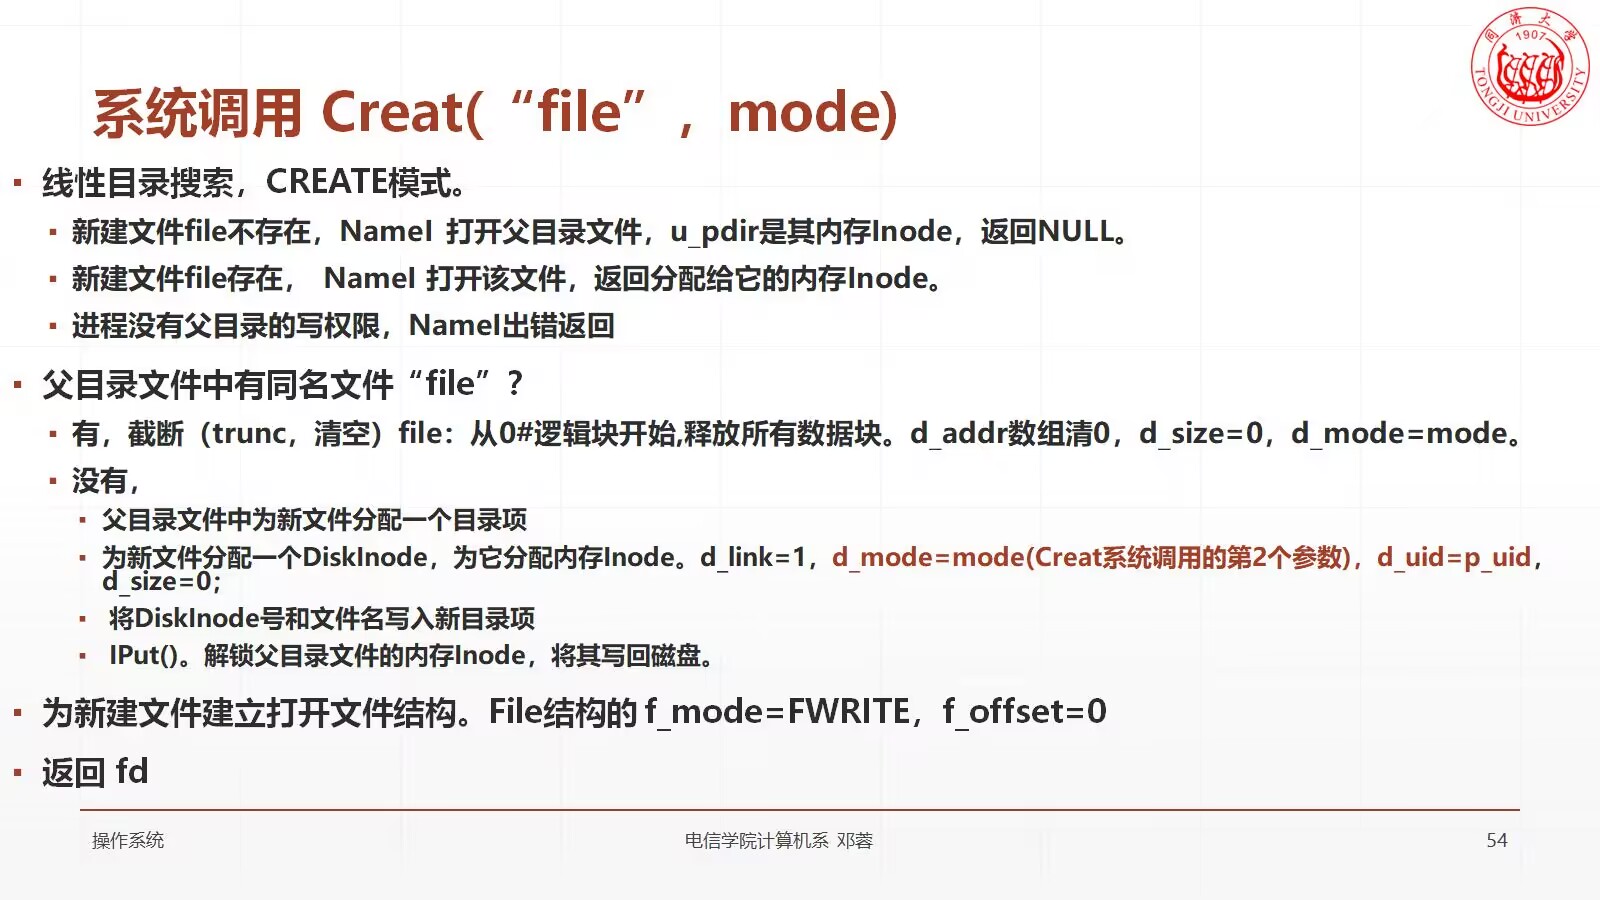 同济大学
1907
TONGJI UNIVERSITY
系统调用 Creat(“file”，mode)
▪ 线性目录搜索，CREATE模式。
▪ 新建文件file不存在，NameI 打开父目录文件，u_pdir是其内存Inode，返回NULL。
▪ 新建文件file存在， NameI 打开该文件，返回分配给它的内存Inode。
▪ 进程没有父目录的写权限，NameI出错返回
▪ 父目录文件中有同名文件“file”？
▪ 有，截断（trunc，清空）file：从0#逻辑块开始,释放所有数据块。d_addr数组清0，d_size=0，d_mode=mode。
▪ 没有，
▪ 父目录文件中为新文件分配一个目录项
▪ 为新文件分配一个DiskInode，为它分配内存Inode。d_link=1，d_mode=mode(Creat系统调用的第2个参数)，d_uid=p_uid，
d_size=0；
▪ 将DiskInode号和文件名写入新目录项
▪ IPut()。解锁父目录文件的内存Inode，将其写回磁盘。
▪ 为新建文件建立打开文件结构。File结构的 f_mode=FWRITE，f_offset=0
▪ 返回 fd
操作系统
电信学院计算机系 邓蓉
54